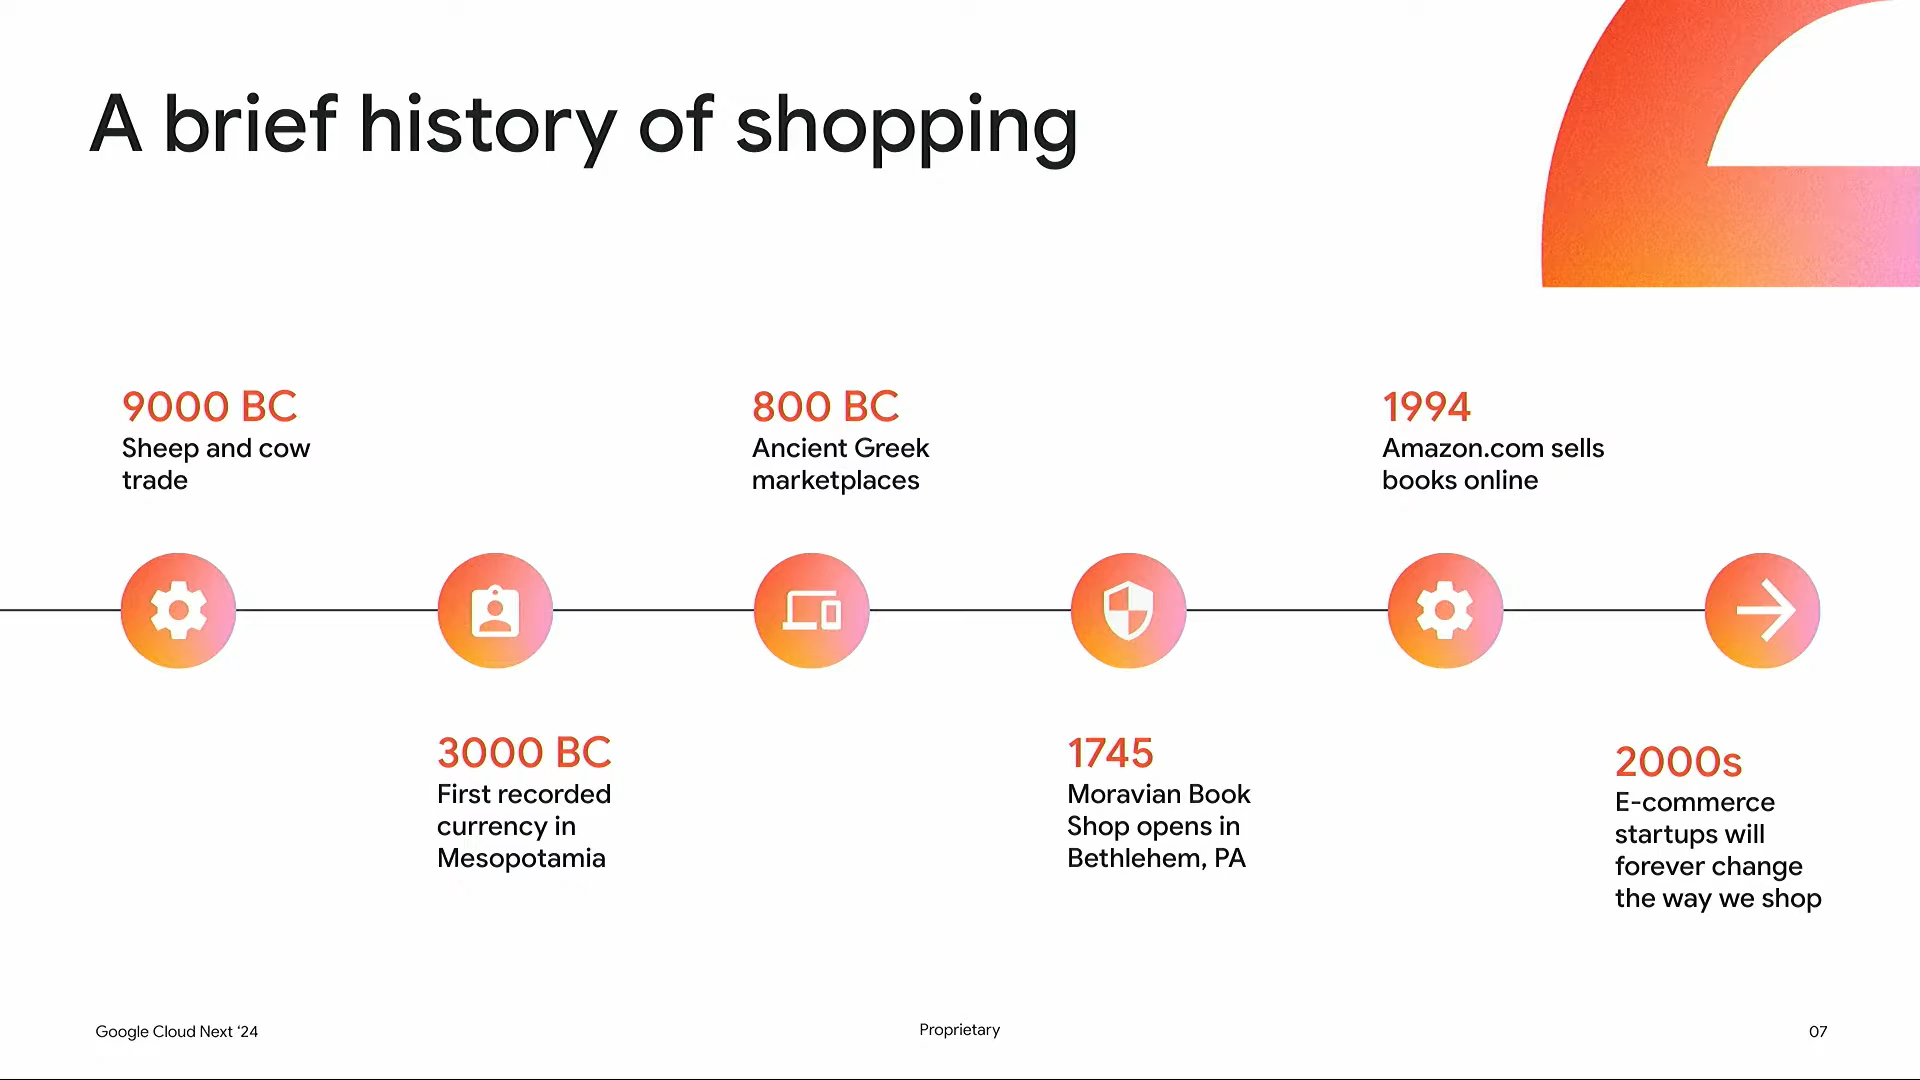 A brief history of shopping
9000 BC
Sheep and cow
trade
3000 BC
First recorded
currency in
Mesopotamia
800 BC
Ancient Greek
marketplaces
1745
Moravian Book
Shop opens in
Bethlehem, PA
1994
Amazon.com sells
books online
2000s
E-commerce
startups will
forever change
the way we shop
Google Cloud Next ‘24
Proprietary
07